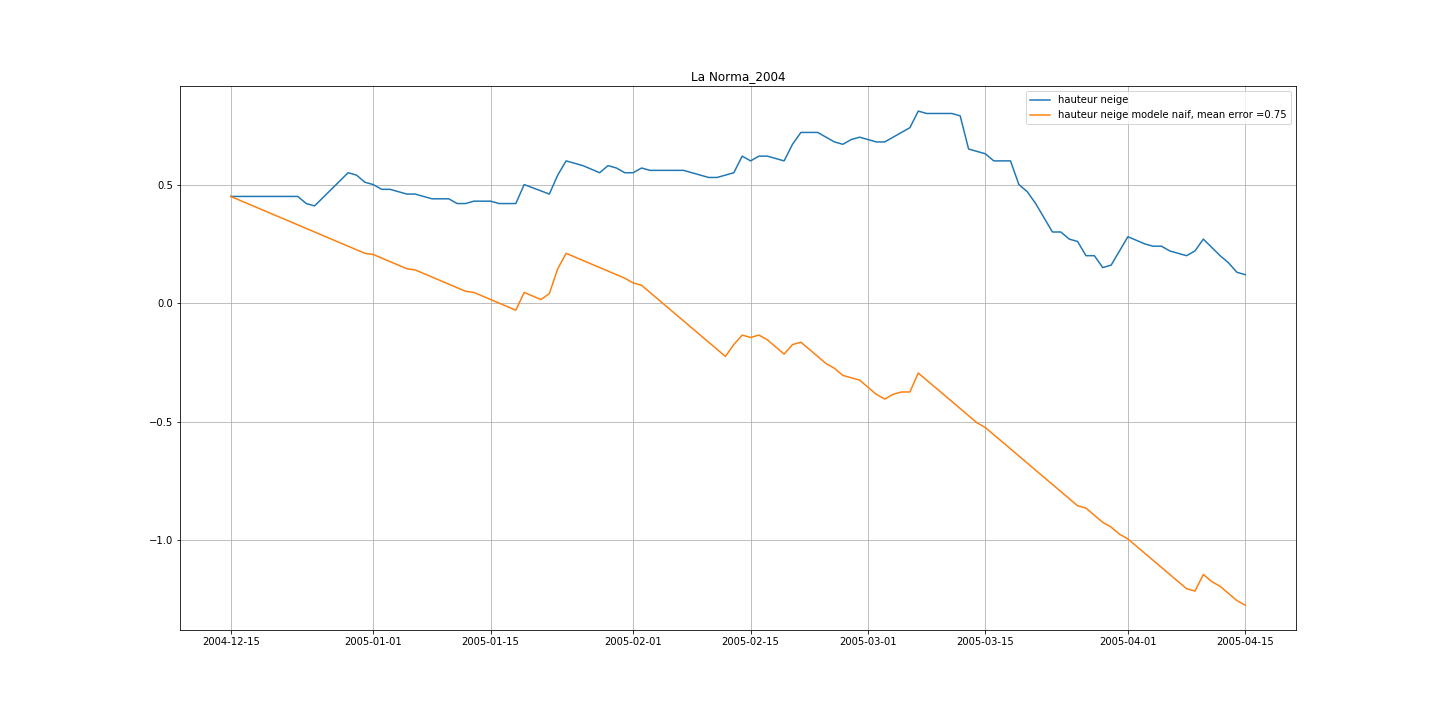 La Norma_2004
hauteur neige
hauteur neige modele naif, mean error =0.75
0.5
0.0
−0.5
−1.0
2004-12-15 2005-01-01 2005-01-15 2005-02-01 2005-02-15 2005-03-01 2005-03-15 2005-04-01 2005-04-15